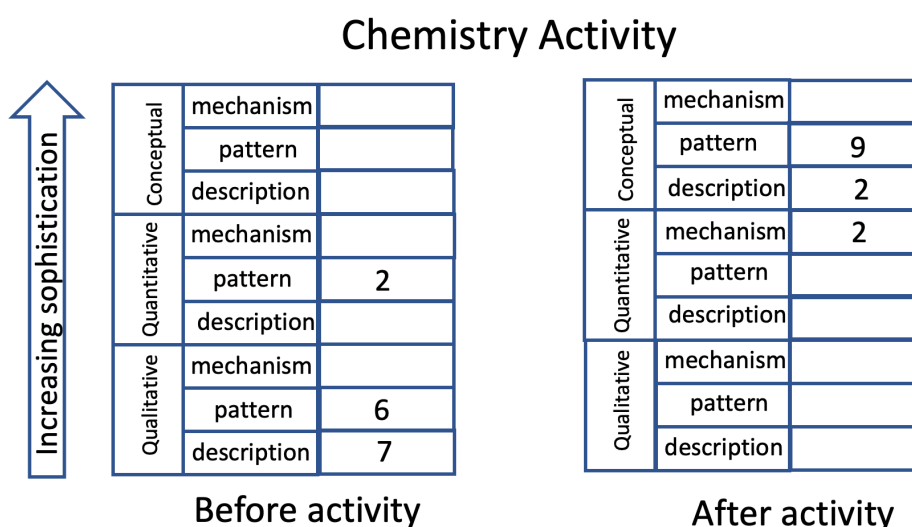 Chemistry Activity
Increasing sophistication
Conceptual
mechanism
pattern
description
Quantitative
mechanism
pattern 2
description
Qualitative
mechanism
pattern 6
description 7
Before activity
Conceptual
mechanism
pattern 9
description 2
Quantitative
mechanism 2
pattern
description
Qualitative
mechanism
pattern
description
After activity